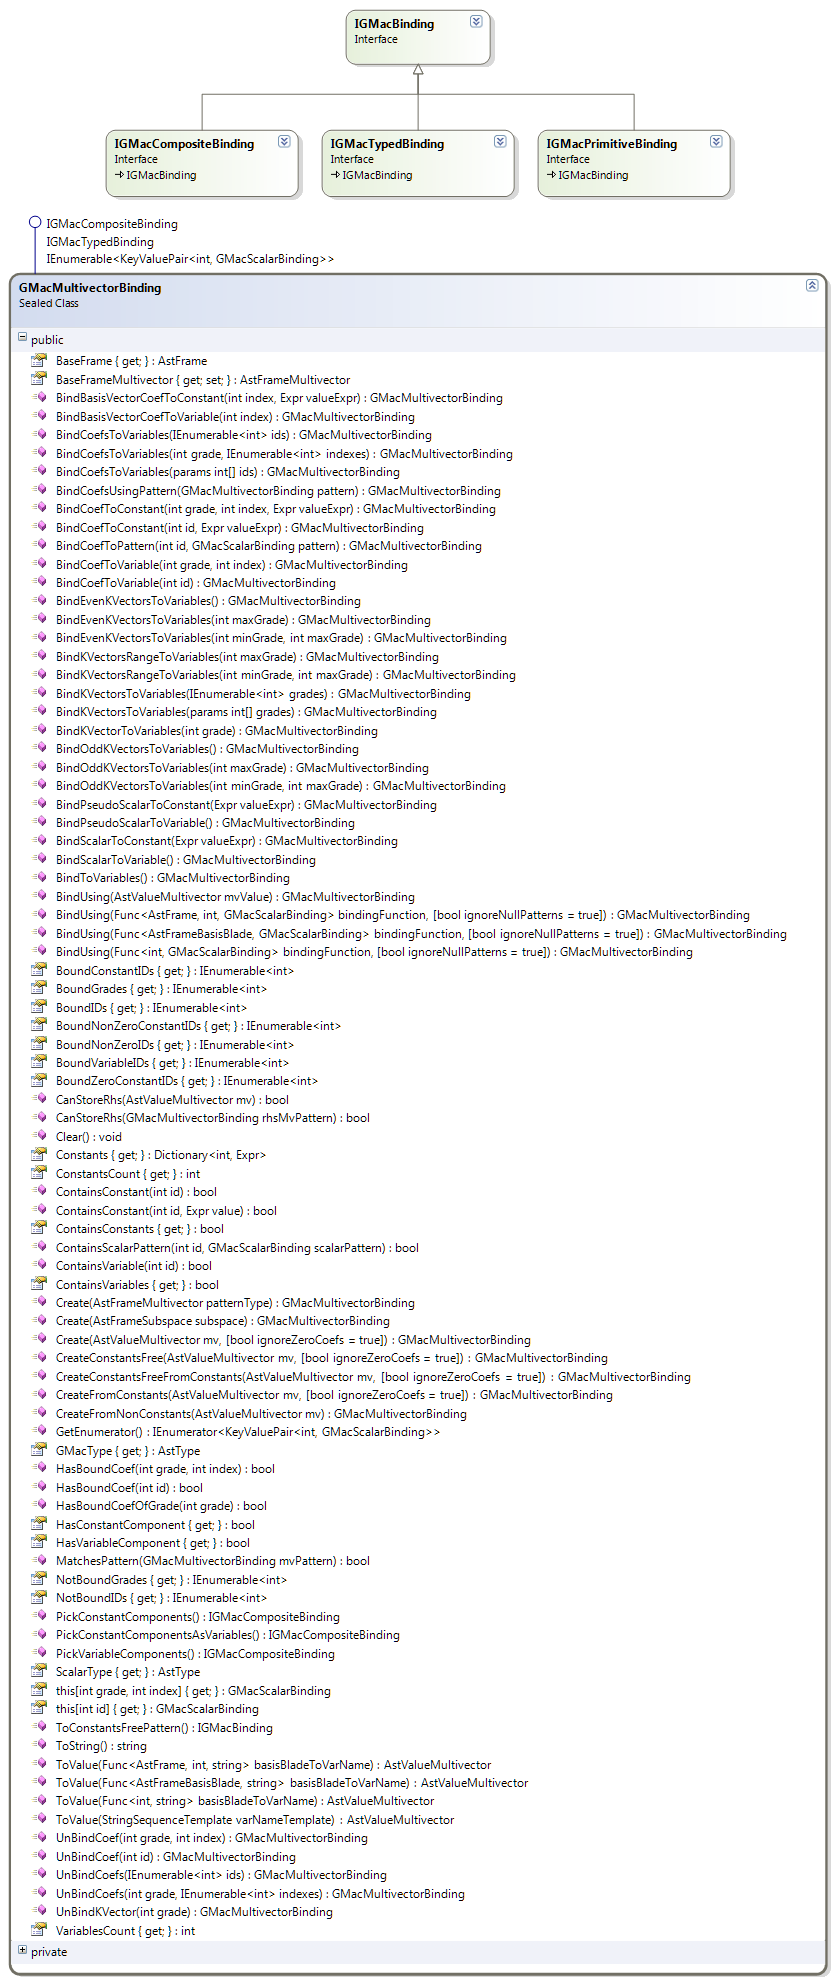 IGMacBinding
Interface
IGMacCompositeBinding
Interface
IGMacBinding
IGMacTypedBinding
Interface
IGMacBinding
IGMacPrimitiveBinding
Interface
IGMacBinding
IGMacCompositeBinding
IGMacTypedBinding
IEnumerable<KeyValuePair<int, GMacScalarBinding>>
GMacMultivectorBinding
Sealed Class
public
BaseFrame { get; } : AstFrame
BaseFrameMultivector { get; set; } : AstFrameMultivector
BindBasisVectorCoefToConstant(int index, Expr valueExpr) : GMacMultivectorBinding
BindBasisVectorCoefToVariable(int index) : GMacMultivectorBinding
BindCoefsToVariables(IEnumerable<int> ids) : GMacMultivectorBinding
BindCoefsToVariables(int grade, IEnumerable<int> indexes) : GMacMultivectorBinding
BindCoefsToVariables(params int[] ids) : GMacMultivectorBinding
BindCoefsUsingPattern(GMacMultivectorBinding pattern) : GMacMultivectorBinding
BindCoefToConstant(int grade, int index, Expr valueExpr) : GMacMultivectorBinding
BindCoefToConstant(int id, Expr valueExpr) : GMacMultivectorBinding
BindCoefToPattern(int id, GMacScalarBinding pattern) : GMacMultivectorBinding
BindCoefToVariable(int grade, int index) : GMacMultivectorBinding
BindCoefToVariable(int id) : GMacMultivectorBinding
BindEvenKVectorsToVariables() : GMacMultivectorBinding
BindEvenKVectorsToVariables(int maxGrade) : GMacMultivectorBinding
BindEvenKVectorsToVariables(int minGrade, int maxGrade) : GMacMultivectorBinding
BindKVectorsRangeToVariables(int maxGrade) : GMacMultivectorBinding
BindKVectorsRangeToVariables(int minGrade, int maxGrade) : GMacMultivectorBinding
BindKVectorsToVariables(IEnumerable<int> grades) : GMacMultivectorBinding
BindKVectorsToVariables(params int[] grades) : GMacMultivectorBinding
BindKVectorToVariables(int grade) : GMacMultivectorBinding
BindOddKVectorsToVariables() : GMacMultivectorBinding
BindOddKVectorsToVariables(int maxGrade) : GMacMultivectorBinding
BindOddKVectorsToVariables(int minGrade, int maxGrade) : GMacMultivectorBinding
BindPseudoScalarToConstant(Expr valueExpr) : GMacMultivectorBinding
BindPseudoScalarToVariable() : GMacMultivectorBinding
BindScalarToConstant(Expr valueExpr) : GMacMultivectorBinding
BindScalarToVariable() : GMacMultivectorBinding
BindToVariables() : GMacMultivectorBinding
BindUsing(AstValueMultivector mvValue) : GMacMultivectorBinding
BindUsing(Func<AstFrame, int, GMacScalarBinding> bindingFunction, [bool ignoreNullPatterns = true]) : GMacMultivectorBinding
BindUsing(Func<AstFrameBasisBlade, GMacScalarBinding> bindingFunction, [bool ignoreNullPatterns = true]) : GMacMultivectorBinding
BindUsing(Func<int, GMacScalarBinding> bindingFunction, [bool ignoreNullPatterns = true]) : GMacMultivectorBinding
BoundConstantIDs { get; } : IEnumerable<int>
BoundGrades { get; } : IEnumerable<int>
BoundIDs { get; } : IEnumerable<int>
BoundNonZeroConstantIDs { get; } : IEnumerable<int>
BoundNonZeroIDs { get; } : IEnumerable<int>
BoundVariableIDs { get; } : IEnumerable<int>
BoundZeroConstantIDs { get; } : IEnumerable<int>
CanStoreRhs(AstValueMultivector mv) : bool
CanStoreRhs(GMacMultivectorBinding rhsMvPattern) : bool
Clear() : void
Constants { get; } : Dictionary<int, Expr>
ConstantsCount { get; } : int
ContainsConstant(int id) : bool
ContainsConstant(int id, Expr value) : bool
ContainsConstants { get; } : bool
ContainsScalarPattern(int id, GMacScalarBinding scalarPattern) : bool
ContainsVariable(int id) : bool
ContainsVariables { get; } : bool
Create(AstFrameMultivector patternType) : GMacMultivectorBinding
Create(AstFrameSubspace subspace) : GMacMultivectorBinding
Create(AstValueMultivector mv, [bool ignoreZeroCoefs = true]) : GMacMultivectorBinding
CreateConstantsFree(AstValueMultivector mv, [bool ignoreZeroCoefs = true]) : GMacMultivectorBinding
CreateConstantsFreeFromConstants(AstValueMultivector mv, [bool ignoreZeroCoefs = true]) : GMacMultivectorBinding
CreateFromConstants(AstValueMultivector mv, [bool ignoreZeroCoefs = true]) : GMacMultivectorBinding
CreateFromNonConstants(AstValueMultivector mv) : GMacMultivectorBinding
GetEnumerator() : IEnumerator<KeyValuePair<int, GMacScalarBinding>>
GMacType { get; } : AstType
HasBoundCoef(int grade, int index) : bool
HasBoundCoef(int id) : bool
HasBoundCoefOfGrade(int grade) : bool
HasConstantComponent { get; } : bool
HasVariableComponent { get; } : bool
MatchesPattern(GMacMultivectorBinding mvPattern) : bool
NotBoundGrades { get; } : IEnumerable<int>
NotBoundIDs { get; } : IEnumerable<int>
PickConstantComponents() : IGMacCompositeBinding
PickConstantComponentsAsVariables() : IGMacCompositeBinding
PickVariableComponents() : IGMacCompositeBinding
ScalarType { get; } : AstType
this[int grade, int index] { get; } : GMacScalarBinding
this[int id] { get; } : GMacScalarBinding
ToConstantsFreePattern() : IGMacBinding
ToString() : string
ToValue(Func<AstFrame, int, string> basisBladeToVarName) : AstValueMultivector
ToValue(Func<AstFrameBasisBlade, string> basisBladeToVarName) : AstValueMultivector
ToValue(Func<int, string> basisBladeToVarName) : AstValueMultivector
ToValue(StringSequenceTemplate varNameTemplate) : AstValueMultivector
UnBindCoef(int grade, int index) : GMacMultivectorBinding
UnBindCoef(int id) : GMacMultivectorBinding
UnBindCoefs(IEnumerable<int> ids) : GMacMultivectorBinding
UnBindCoefs(int grade, IEnumerable<int> indexes) : GMacMultivectorBinding
UnBindKVector(int grade) : GMacMultivectorBinding
VariablesCount { get; } : int
private